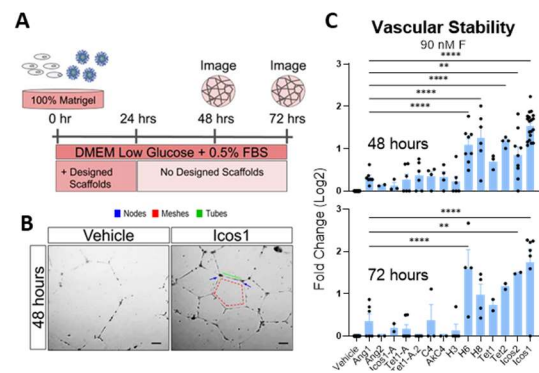 A
100% Matrigel
Image
Image
0 hr
24 hrs
48 hrs
72 hrs
DMEM Low Glucose + 0.5% FBS
+ Designed
Scaffolds
No Designed Scaffolds
B
Nodes
Meshes
Tubes
Vehicle
Icos1
48 hours
C
Vascular Stability
90 nM F
****
**
****
****
****
3
2
1
0
48 hours
Fold Change (Log2)
****
**
****
3
2
1
0
72 hours
Vehicle
Ang1
Ang2
Icos1-A
Tet1-A
Tet1-A.2
C4
AkC4
H3
H6
H8
Tet1
Tet2
Icos2
Icos1